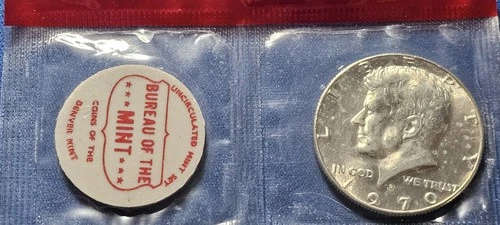 UNCIRCULATED MINT SET
BUREAU OF THE
MINT
COINS OF THE
DENVER MINT
LIBERTY
IN GOD WE TRUST
1970